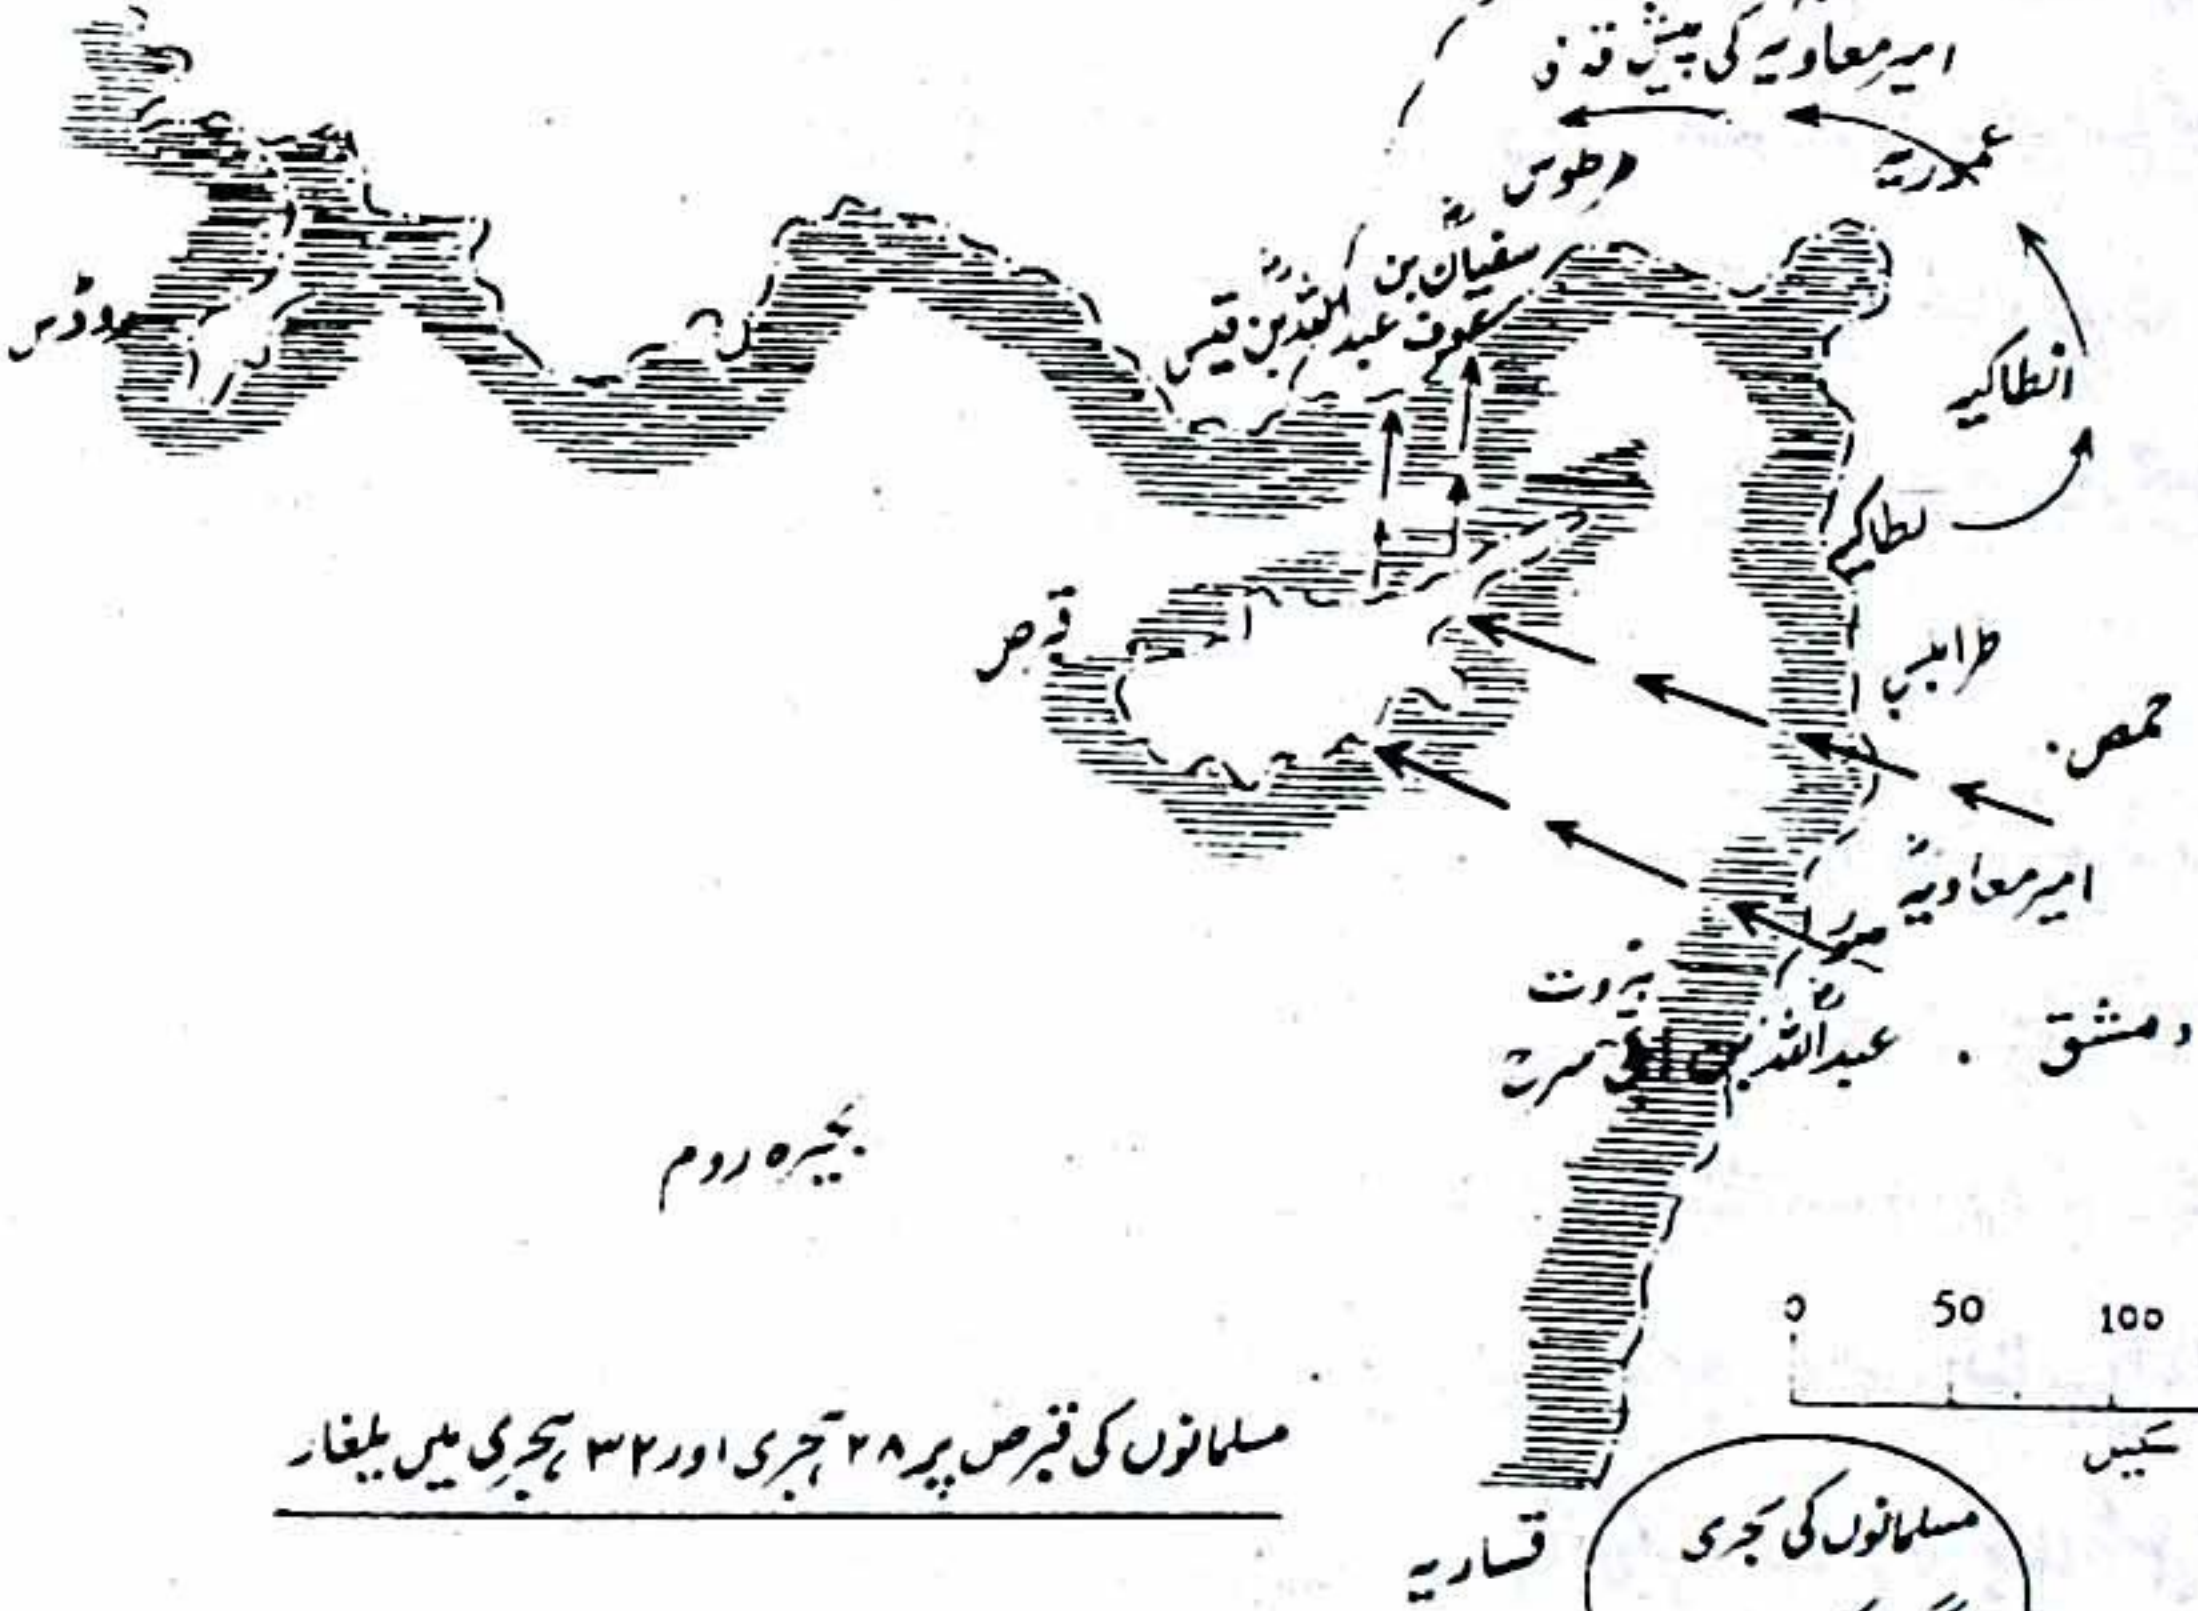 امیر معاویہ کی پیش قدمی
عموریہ
طرطوس
سفیانؓ بن
عوف عبداللہ بن قیس
روڈس
انطاکیہ
لطاکیہ
قبرص
طرابلس
حمص
امیر معاویہؓ
بیروت
دمشق
عبداللہؓ بن ابی سرح
بحیرہ روم
0 50 100
سکیل
مسلمانوں کی قبرص پر ۲۸ ہجری اور ۳۲ ہجری میں یلغار
قساریہ
مسلمانوں کی بحری